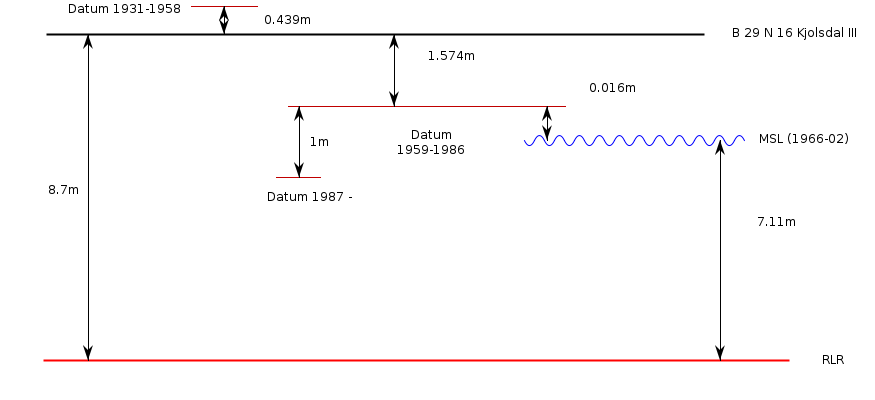 Datum 1931-1958
0.439m
B 29 N 16 Kjolsdal III
1.574m
0.016m
Datum
1959-1986
1m
MSL (1966-02)
8.7m
Datum 1987 -
7.11m
RLR